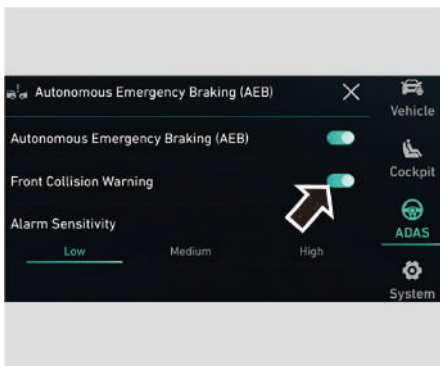 Autonomous Emergency Braking (AEB)
Vehicle
Autonomous Emergency Braking (AEB)
Front Collision Warning
Cockpit
Alarm Sensitivity
ADAS
Low Medium High
System